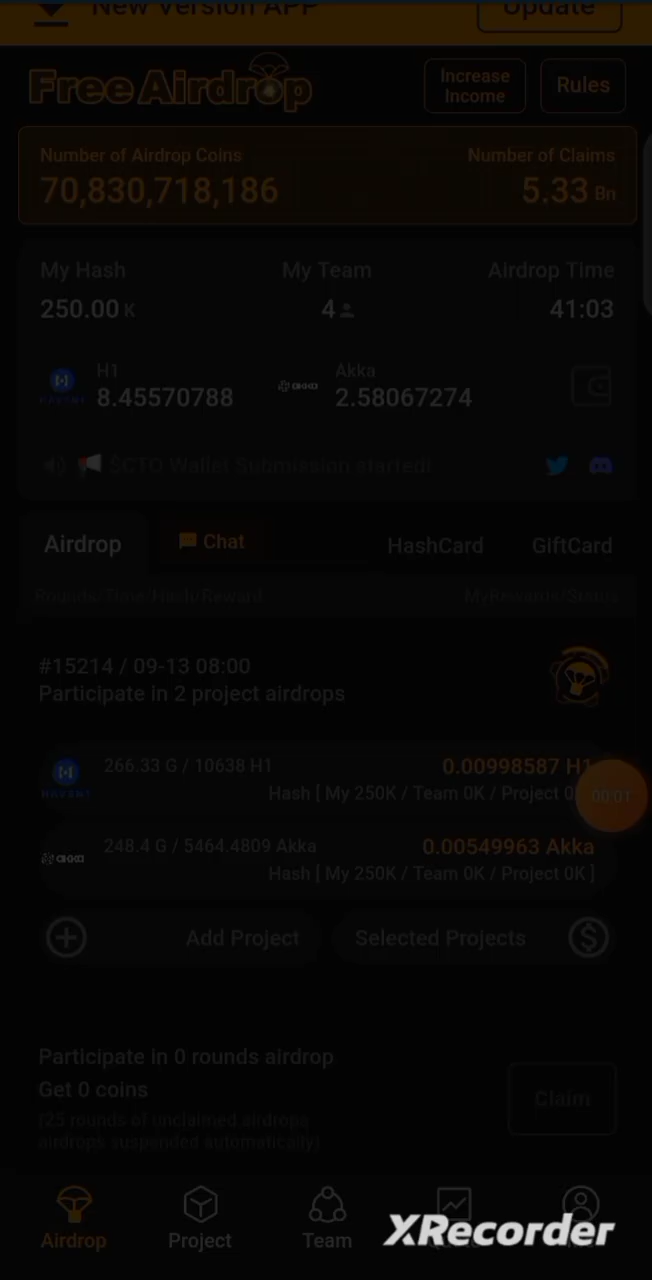 New Version APP
Update
Free Airdrop
Increase Income
Rules
Number of Airdrop Coins
Number of Claims
70,830,718,186
5.33 Bn
My Hash
My Team
Airdrop Time
250.00 K
4
41:03
H1
Akka
8.45570788
2.58067274
$CTO Wallet Submission started!
Airdrop
Chat
HashCard
GiftCard
Rounds/Time/Hash/Reward
MyRewards/Status
#15214 / 09-13 08:00
Participate in 2 project airdrops
266.33 G / 10638 H1
0.00998587 H1
Hash [ My 250K / Team 0K / Project 0
00:01
248.4 G / 5464.4809 Akka
0.00549963 Akka
Hash [ My 250K / Team 0K / Project 0K ]
Add Project
Selected Projects
Participate in 0 rounds airdrop
Get 0 coins
Claim
(25 rounds of unclaimed airdrops,
airdrops suspended automatically)
Airdrop
Project
Team
XRecorder